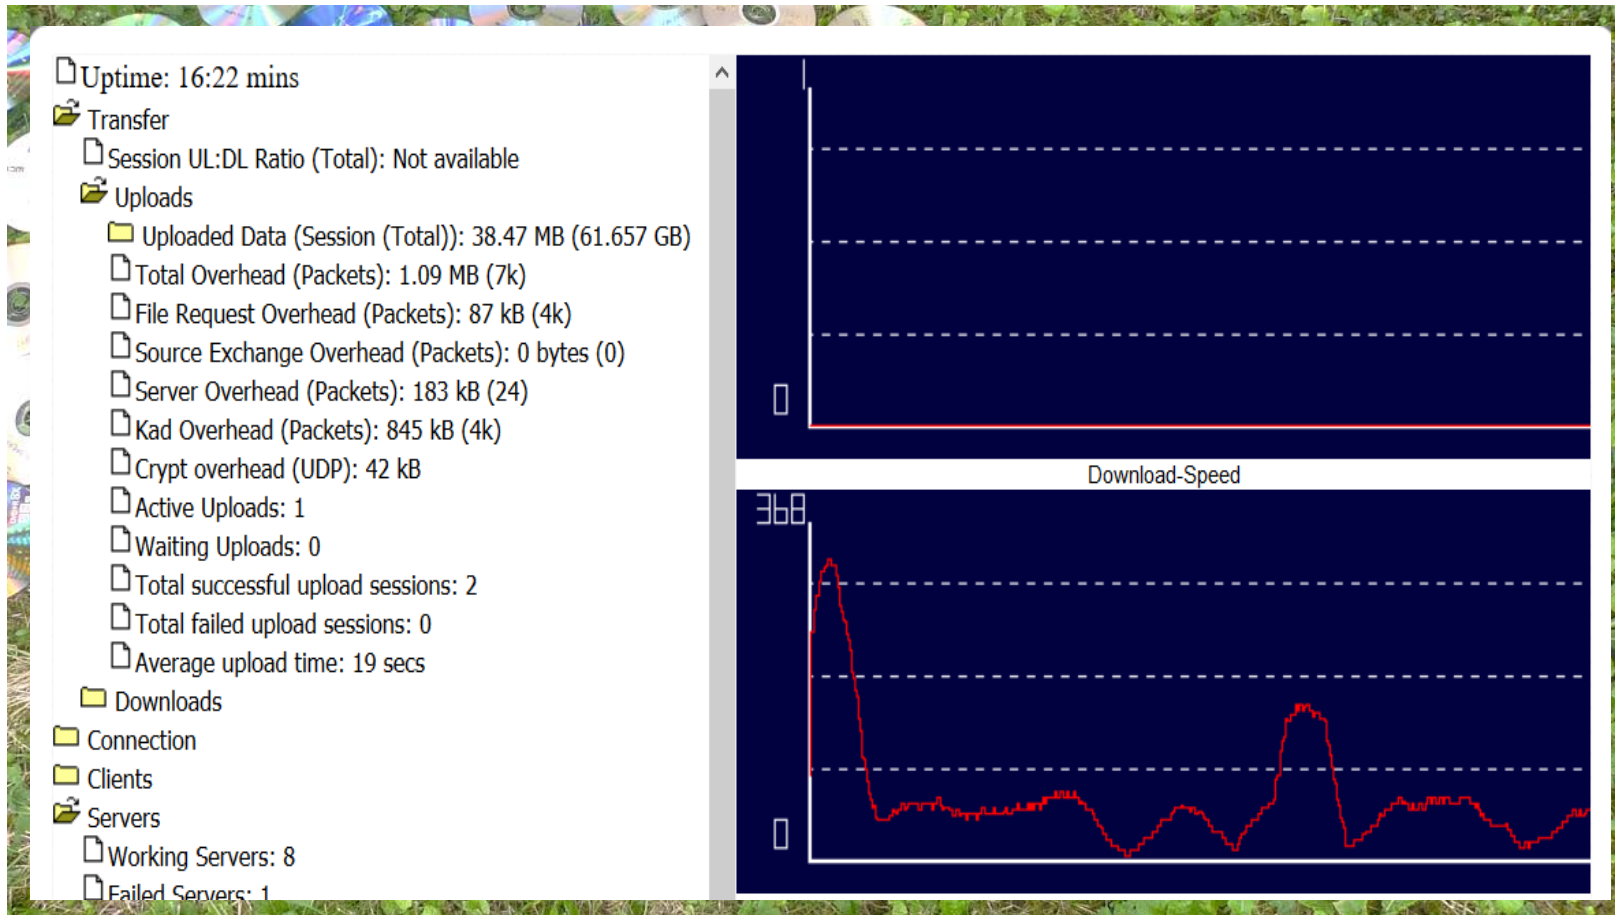 Uptime: 16:22 mins
Transfer
Session UL:DL Ratio (Total): Not available
Uploads
Uploaded Data (Session (Total)): 38.47 MB (61.657 GB)
Total Overhead (Packets): 1.09 MB (7k)
File Request Overhead (Packets): 87 kB (4k)
Source Exchange Overhead (Packets): 0 bytes (0)
Server Overhead (Packets): 183 kB (24)
Kad Overhead (Packets): 845 kB (4k)
Crypt overhead (UDP): 42 kB
Active Uploads: 1
Waiting Uploads: 0
Total successful upload sessions: 2
Total failed upload sessions: 0
Average upload time: 19 secs
Downloads
Connection
Clients
Servers
Working Servers: 8
Failed Servers: 1
1
0
Download-Speed
368
0